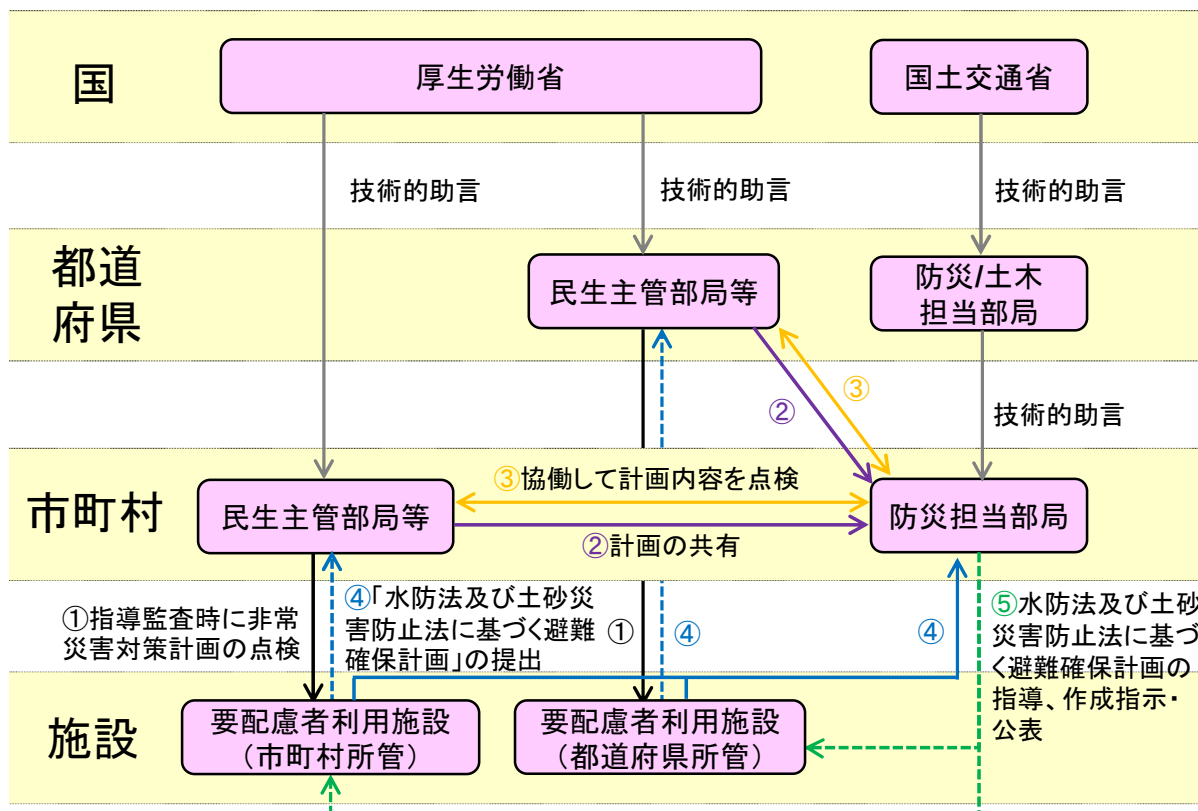 国
厚生労働省
国土交通省
技術的助言
技術的助言
技術的助言
都道
府県
民生主管部局等
防災/土木
担当部局
②
③
技術的助言
市町村
民生主管部局等
③協働して計画内容を点検
②計画の共有
防災担当部局
①指導監査時に非常
災害対策計画の点検
④「水防法及び土砂災
害防止法に基づく避難
確保計画」の提出
①
④
④
⑤水防法及び土砂
災害防止法に基づ
く避難確保計画の
指導、作成指示・
公表
施設
要配慮者利用施設
（市町村所管）
要配慮者利用施設
（都道府県所管）